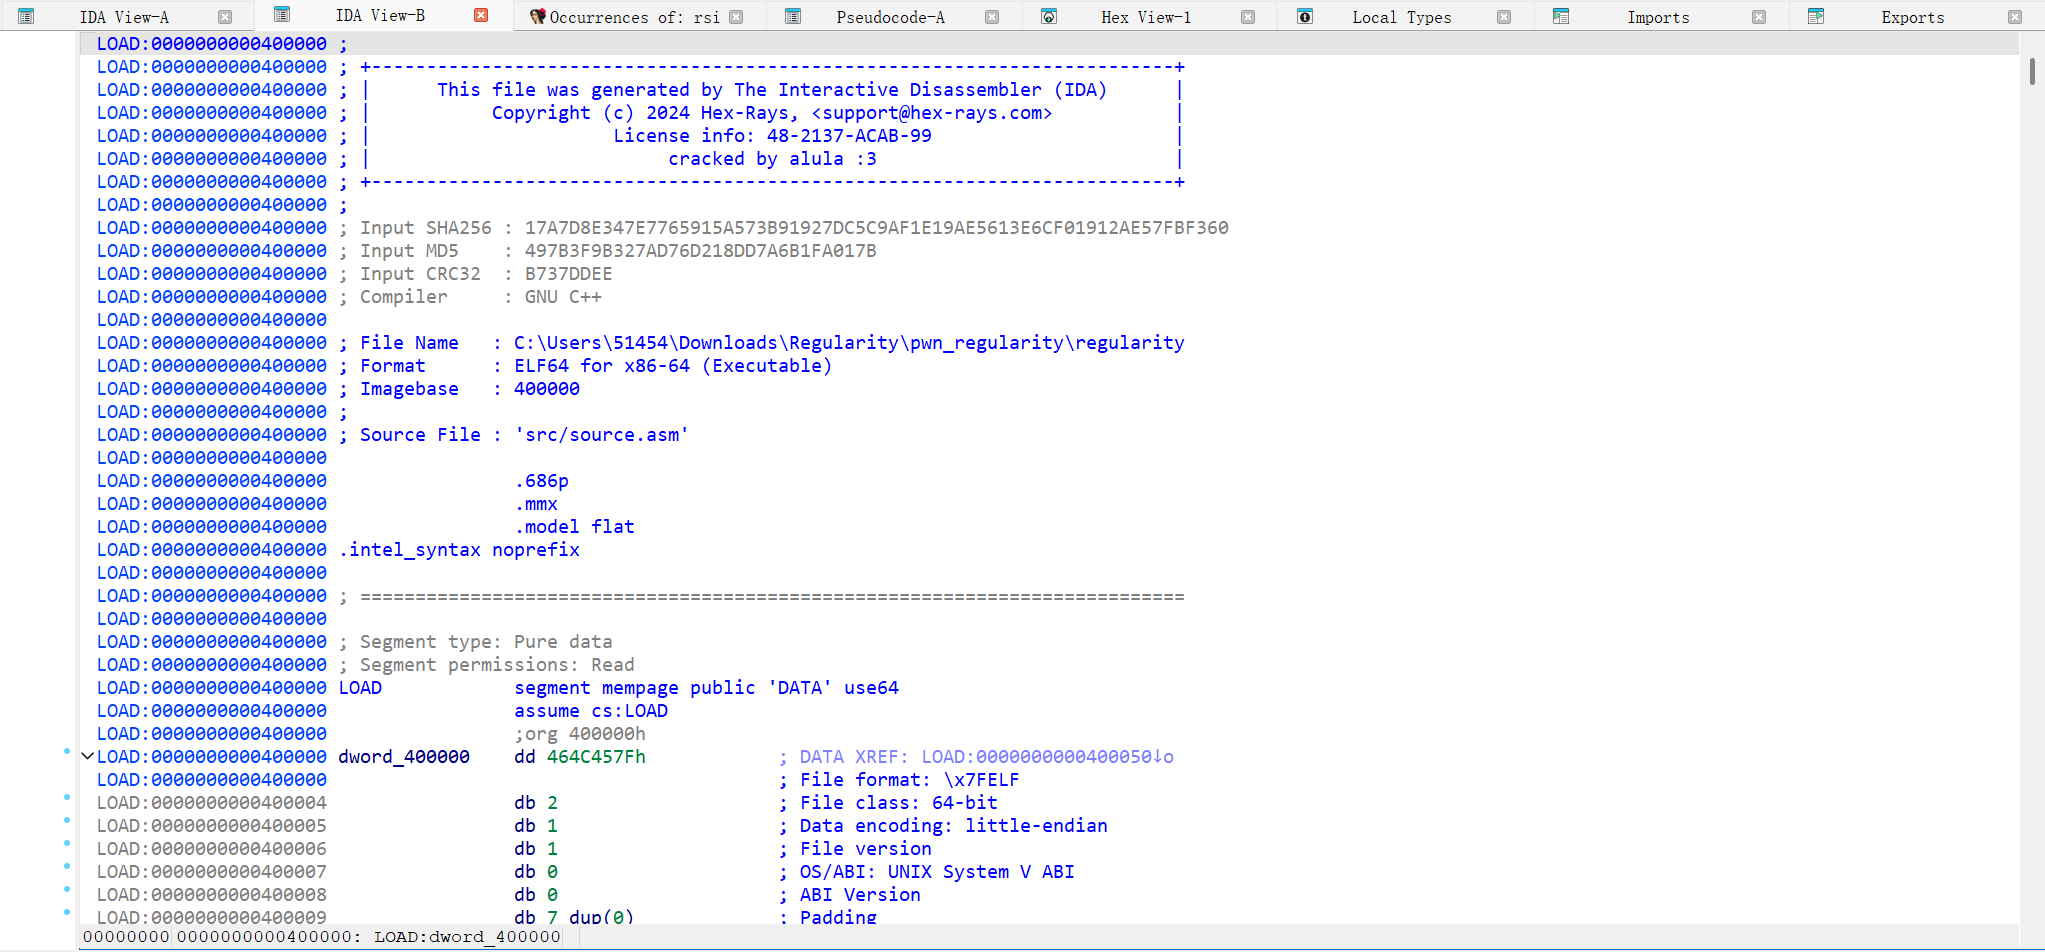 IDA View-A IDA View-B Occurrences of: rsi Pseudocode-A Hex View-1 Local Types Imports Exports
LOAD:0000000000400000 ;
LOAD:0000000000400000 ; +-------------------------------------------------------------------------+
LOAD:0000000000400000 ; | This file was generated by The Interactive Disassembler (IDA) |
LOAD:0000000000400000 ; | Copyright (c) 2024 Hex-Rays, <support@hex-rays.com> |
LOAD:0000000000400000 ; | License info: 48-2137-ACAB-99 |
LOAD:0000000000400000 ; | cracked by alula :3 |
LOAD:0000000000400000 ; +-------------------------------------------------------------------------+
LOAD:0000000000400000 ;
LOAD:0000000000400000 ; Input SHA256 : 17A7D8E347E7765915A573B91927DC5C9AF1E19AE5613E6CF01912AE57FBF360
LOAD:0000000000400000 ; Input MD5 : 497B3F9B327AD76D218DD7A6B1FA017B
LOAD:0000000000400000 ; Input CRC32 : B737DDEE
LOAD:0000000000400000 ; Compiler : GNU C++
LOAD:0000000000400000
LOAD:0000000000400000 ; File Name : C:\Users\51454\Downloads\Regularity\pwn_regularity\regularity
LOAD:0000000000400000 ; Format : ELF64 for x86-64 (Executable)
LOAD:0000000000400000 ; Imagebase : 400000
LOAD:0000000000400000 ;
LOAD:0000000000400000 ; Source File : 'src/source.asm'
LOAD:0000000000400000
LOAD:0000000000400000 .686p
LOAD:0000000000400000 .mmx
LOAD:0000000000400000 .model flat
LOAD:0000000000400000 .intel_syntax noprefix
LOAD:0000000000400000
LOAD:0000000000400000 ; ===========================================================================
LOAD:0000000000400000
LOAD:0000000000400000 ; Segment type: Pure data
LOAD:0000000000400000 ; Segment permissions: Read
LOAD:0000000000400000 LOAD segment mempage public 'DATA' use64
LOAD:0000000000400000 assume cs:LOAD
LOAD:0000000000400000 ;org 400000h
LOAD:0000000000400000 dword_400000 dd 464C457Fh ; DATA XREF: LOAD:0000000000400050↓o
LOAD:0000000000400000 ; File format: \x7FELF
LOAD:0000000000400004 db 2 ; File class: 64-bit
LOAD:0000000000400005 db 1 ; Data encoding: little-endian
LOAD:0000000000400006 db 1 ; File version
LOAD:0000000000400007 db 0 ; OS/ABI: UNIX System V ABI
LOAD:0000000000400008 db 0 ; ABI Version
LOAD:0000000000400009 db 7 dup(0) ; Padding
00000000 0000000000400000: LOAD:dword_400000